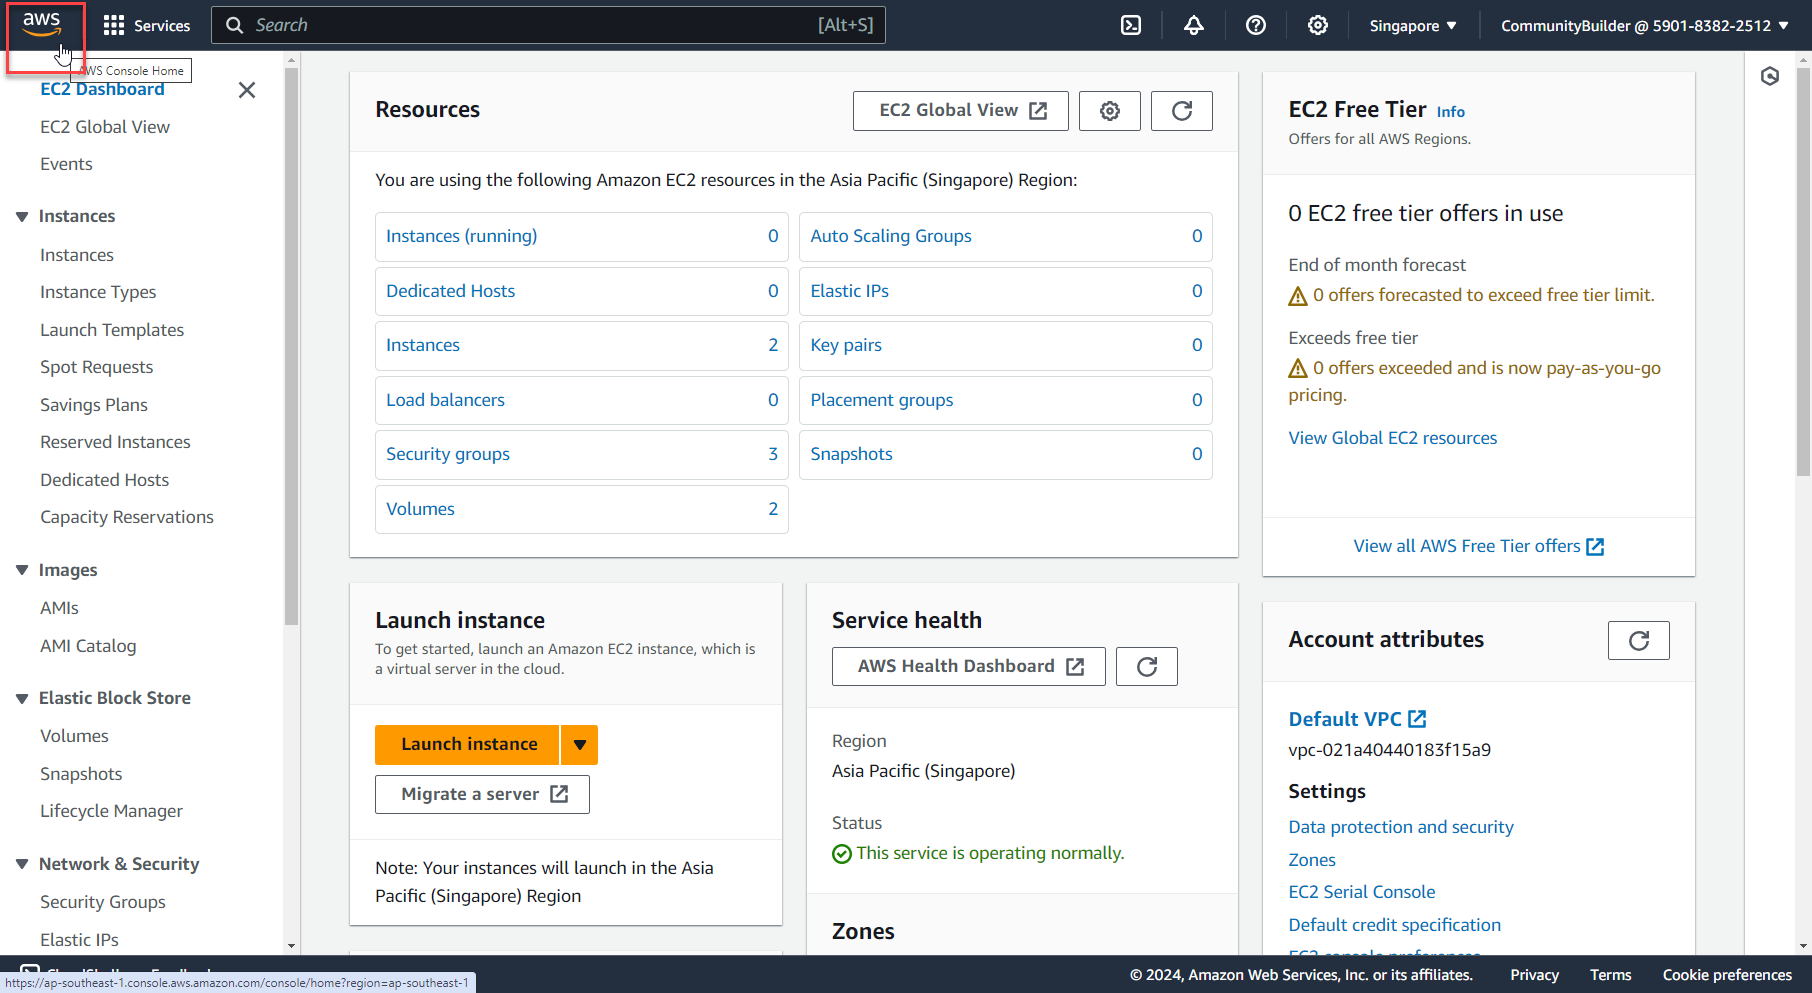 aws
Services
Search
[Alt+S]
Singapore
CommunityBuilder @ 5901-8382-2512
AWS Console Home
EC2 Dashboard
EC2 Global View
Events
Instances
Instances
Instance Types
Launch Templates
Spot Requests
Savings Plans
Reserved Instances
Dedicated Hosts
Capacity Reservations
Images
AMIs
AMI Catalog
Elastic Block Store
Volumes
Snapshots
Lifecycle Manager
Network & Security
Security Groups
Elastic IPs
Resources
EC2 Global View
You are using the following Amazon EC2 resources in the Asia Pacific (Singapore) Region:
Instances (running) 0
Auto Scaling Groups 0
Dedicated Hosts 0
Elastic IPs 0
Instances 2
Key pairs 0
Load balancers 0
Placement groups 0
Security groups 3
Snapshots 0
Volumes 2
Launch instance
To get started, launch an Amazon EC2 instance, which is
a virtual server in the cloud.
Launch instance
Migrate a server
Note: Your instances will launch in the Asia
Pacific (Singapore) Region
Service health
AWS Health Dashboard
Region
Asia Pacific (Singapore)
Status
This service is operating normally.
Zones
EC2 Free Tier Info
Offers for all AWS Regions.
0 EC2 free tier offers in use
End of month forecast
0 offers forecasted to exceed free tier limit.
Exceeds free tier
0 offers exceeded and is now pay-as-you-go
pricing.
View Global EC2 resources
View all AWS Free Tier offers
Account attributes
Default VPC
vpc-021a40440183f15a9
Settings
Data protection and security
Zones
EC2 Serial Console
Default credit specification
EC2 console preferences
https://ap-southeast-1.console.aws.amazon.com/console/home?region=ap-southeast-1
© 2024, Amazon Web Services, Inc. or its affiliates.
Privacy
Terms
Cookie preferences